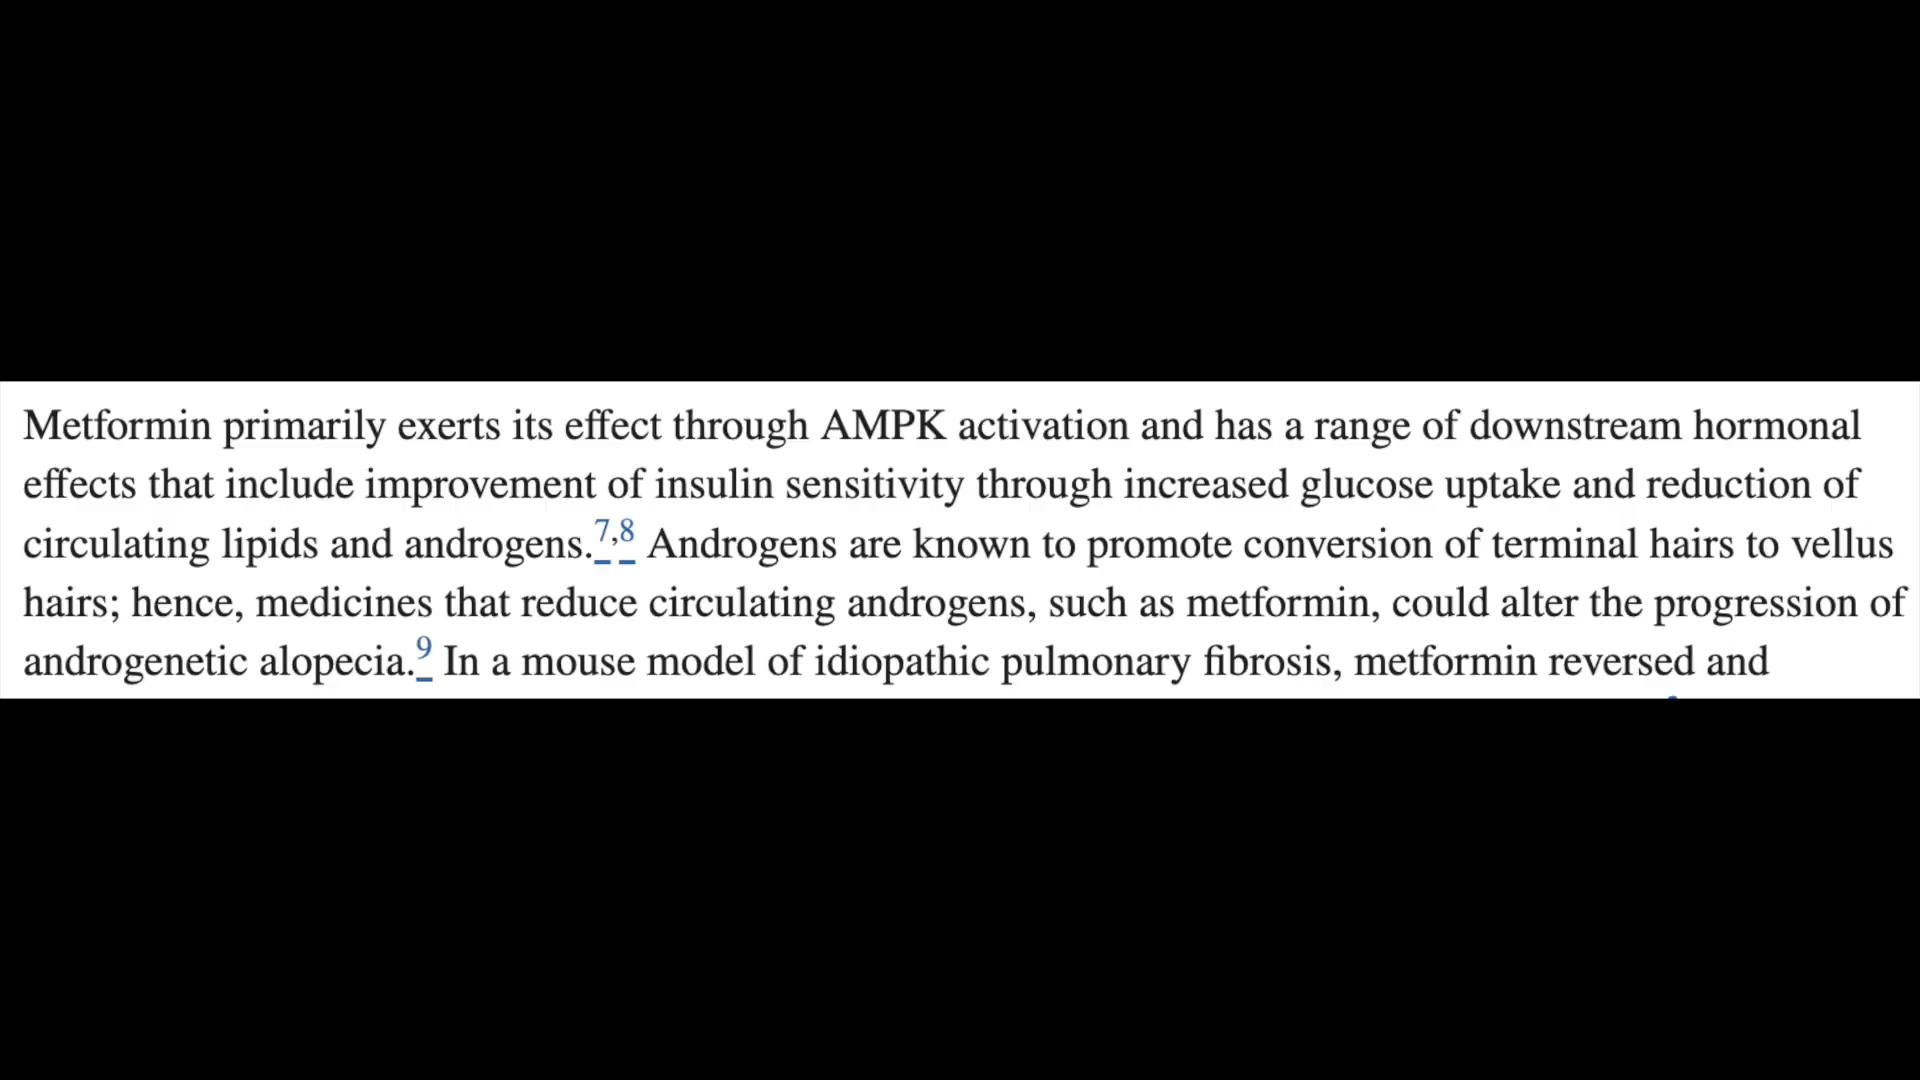 Metformin primarily exerts its effect through AMPK activation and has a range of downstream hormonal
effects that include improvement of insulin sensitivity through increased glucose uptake and reduction of
circulating lipids and androgens.7,8 Androgens are known to promote conversion of terminal hairs to vellus
hairs; hence, medicines that reduce circulating androgens, such as metformin, could alter the progression of
androgenetic alopecia.9 In a mouse model of idiopathic pulmonary fibrosis, metformin reversed and